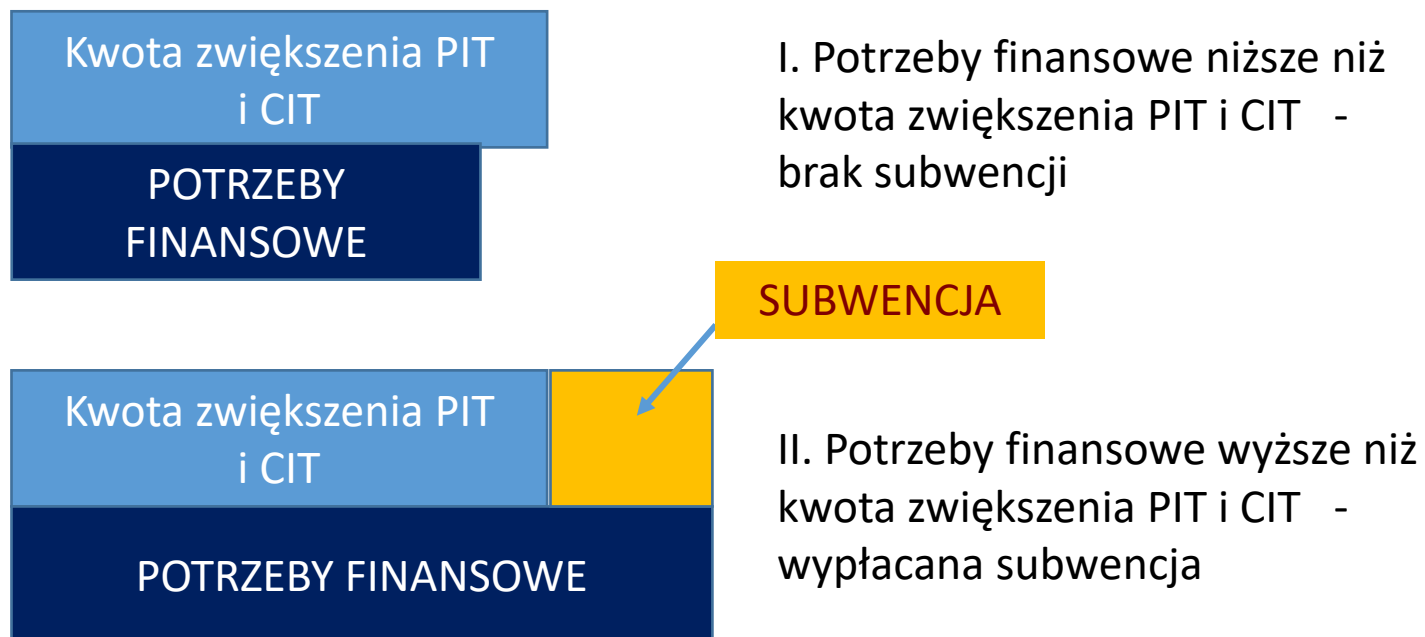 Kwota zwiększenia PIT
i CIT
POTRZEBY
FINANSOWE
I. Potrzeby finansowe niższe niż
kwota zwiększenia PIT i CIT -
brak subwencji
SUBWENCJA
Kwota zwiększenia PIT
i CIT
POTRZEBY FINANSOWE
II. Potrzeby finansowe wyższe niż
kwota zwiększenia PIT i CIT -
wypłacana subwencja